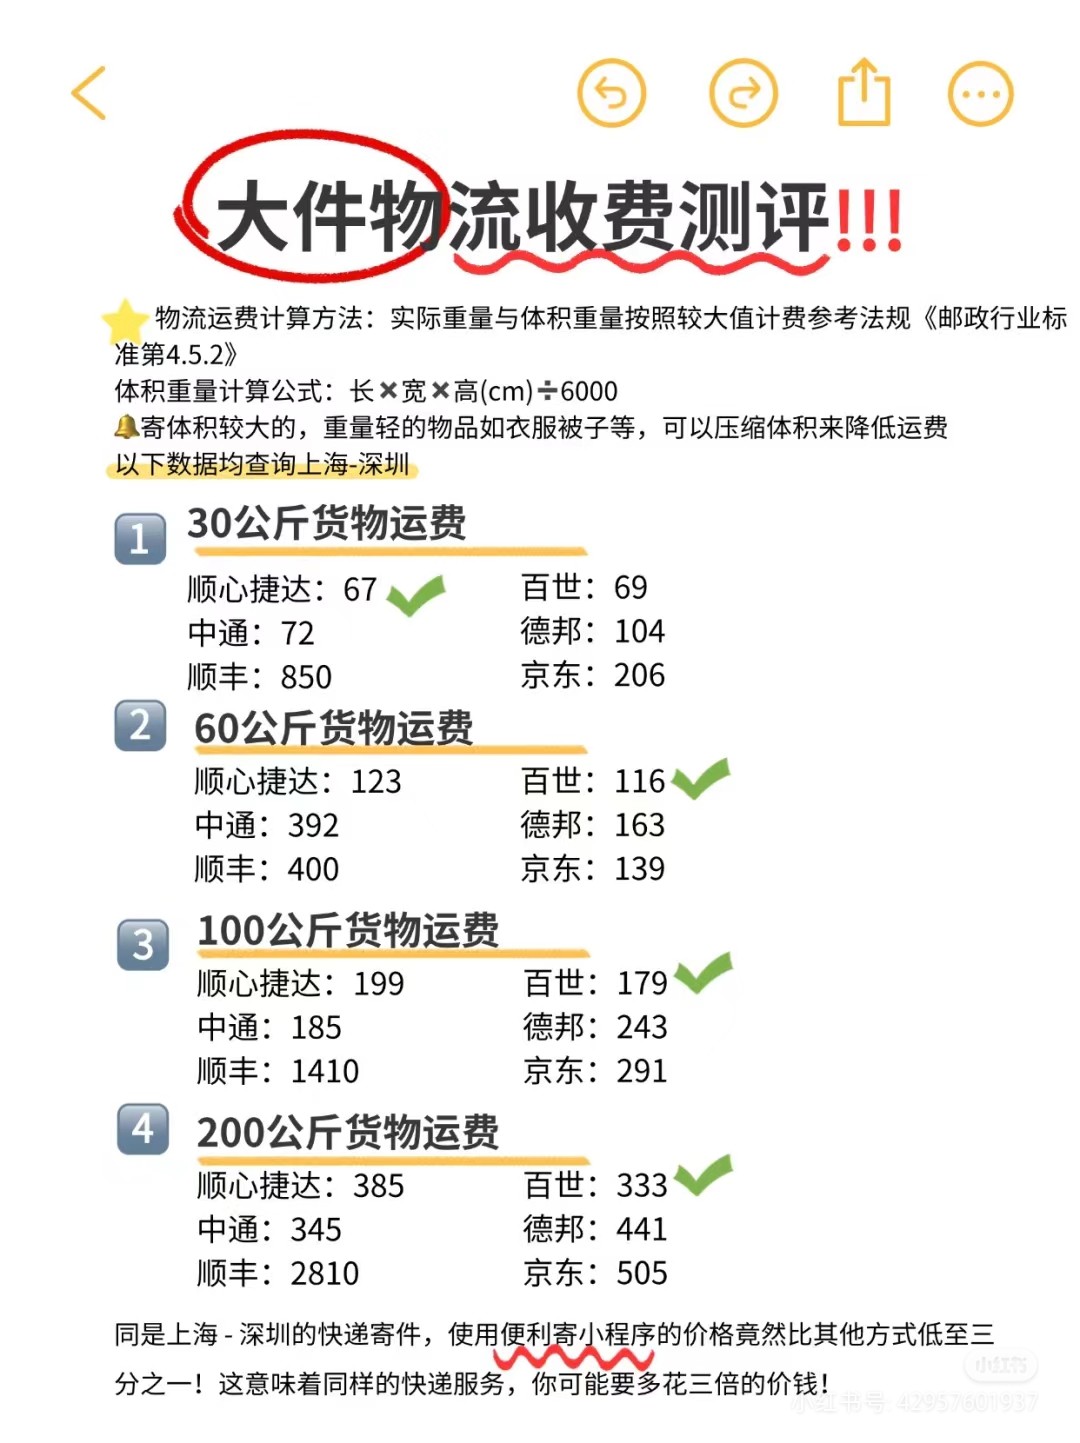 大件物流收费测评!!!
物流运费计算方法：实际重量与体积重量按照较大值计费参考法规《邮政行业标
准第4.5.2》
体积重量计算公式：长✖宽✖高(cm)➗6000
🔔寄体积较大的，重量轻的物品如衣服被子等，可以压缩体积来降低运费
以下数据均查询上海-深圳
1 30公斤货物运费
顺心捷达：67 百世：69
中通：72 德邦：104
顺丰：850 京东：206
2 60公斤货物运费
顺心捷达：123 百世：116
中通：392 德邦：163
顺丰：400 京东：139
3 100公斤货物运费
顺心捷达：199 百世：179
中通：185 德邦：243
顺丰：1410 京东：291
4 200公斤货物运费
顺心捷达：385 百世：333
中通：345 德邦：441
顺丰：2810 京东：505
同是上海 - 深圳的快递寄件，使用便利寄小程序的价格竟然比其他方式低至三
分之一！这意味着同样的快递服务，你可能要多花三倍的价钱！
小红书
小红书号: 42957601937